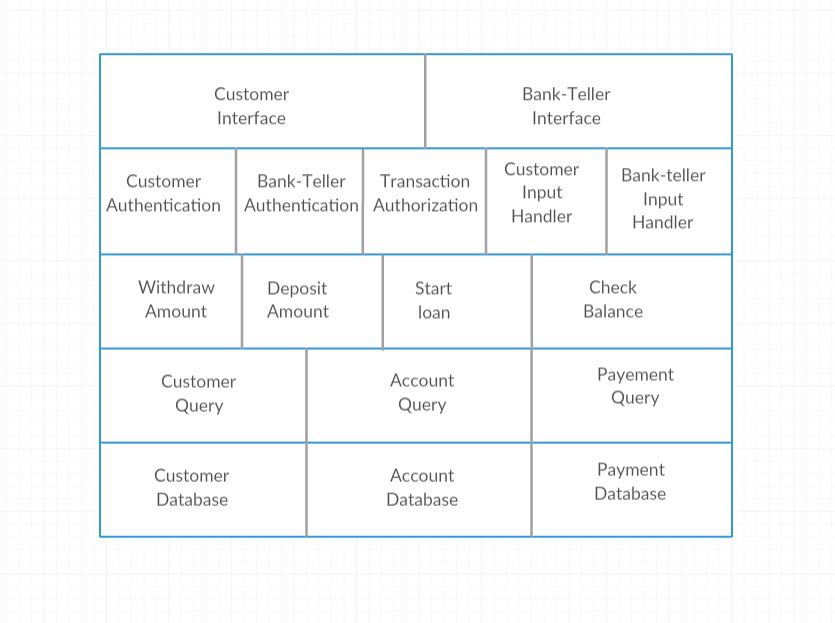 Customer
Interface
Bank-Teller
Interface
Customer
Authentication
Bank-Teller
Authentication
Transaction
Authorization
Customer
Input
Handler
Bank-teller
Input
Handler
Withdraw
Amount
Deposit
Amount
Start
loan
Check
Balance
Customer
Query
Account
Query
Payement
Query
Customer
Database
Account
Database
Payment
Database